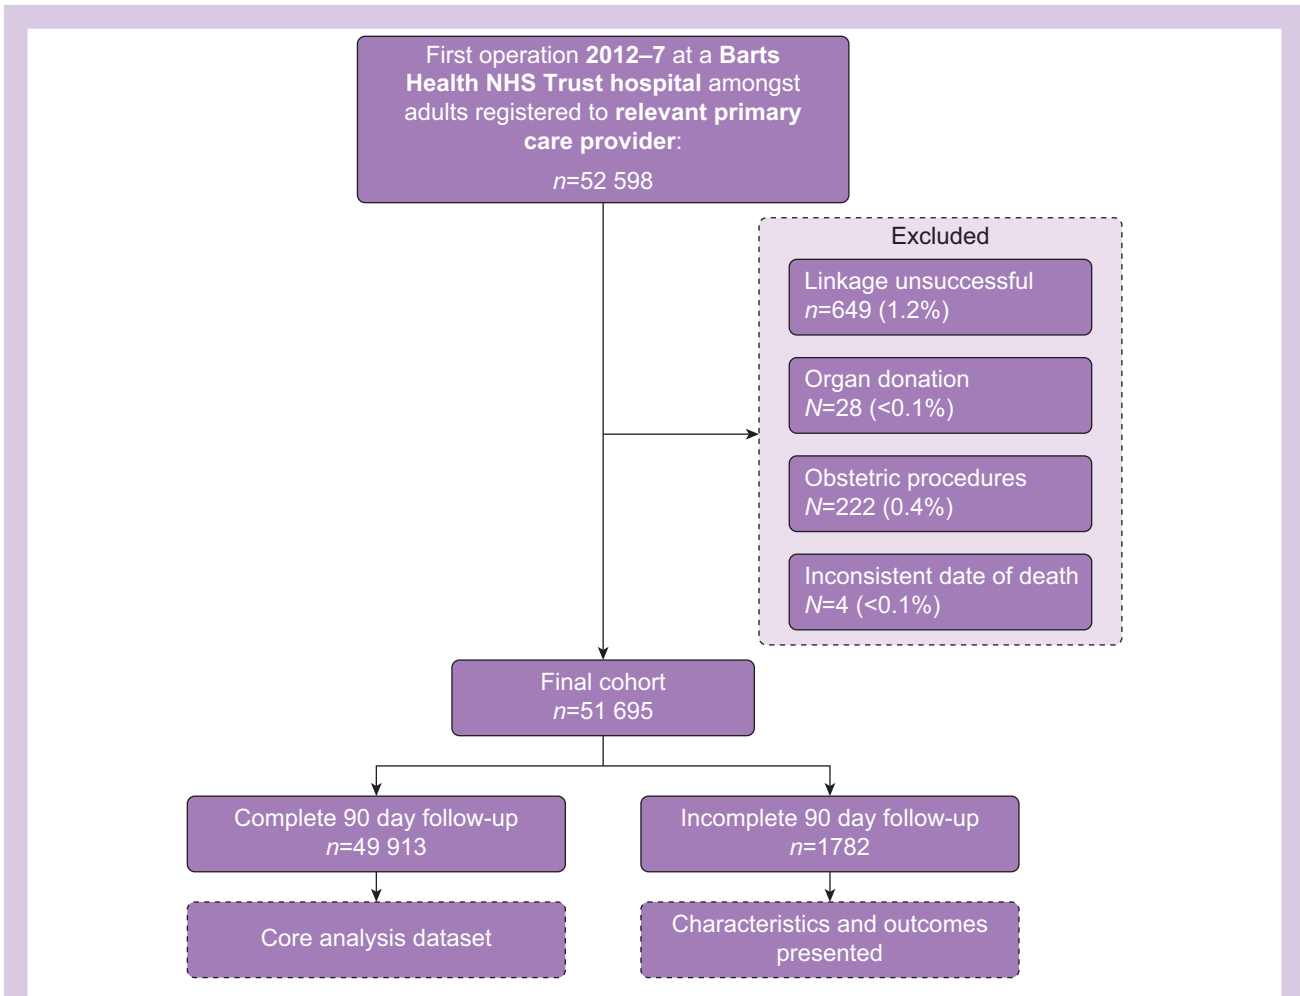 First operation 2012–7 at a Barts
Health NHS Trust hospital amongst
adults registered to relevant primary
care provider:
n=52 598
Excluded
Linkage unsuccessful
n=649 (1.2%)
Organ donation
N=28 (<0.1%)
Obstetric procedures
N=222 (0.4%)
Inconsistent date of death
N=4 (<0.1%)
Final cohort
n=51 695
Complete 90 day follow-up
n=49 913
Incomplete 90 day follow-up
n=1782
Core analysis dataset
Characteristics and outcomes
presented